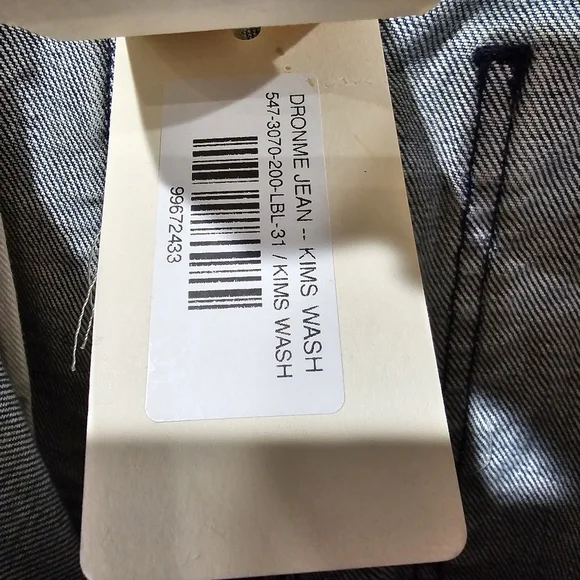 DRONME JEAN -- KIMS WASH
547-3070-200-LBL-31 / KIMS WASH
99672433